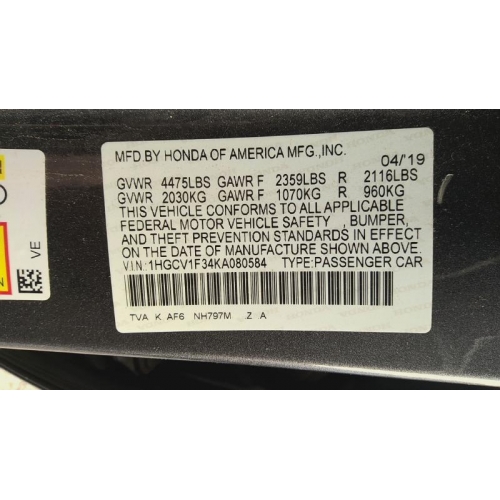 MFD.BY HONDA OF AMERICA MFG.,INC. 04/'19
GVWR 4475LBS GAWR F 2359LBS R 2116LBS
GVWR 2030KG GAWR F 1070KG R 960KG
THIS VEHICLE CONFORMS TO ALL APPLICABLE
FEDERAL MOTOR VEHICLE SAFETY , BUMPER,
AND THEFT PREVENTION STANDARDS IN EFFECT
ON THE DATE OF MANUFACTURE SHOWN ABOVE.
V.I.N:1HGCV1F34KA080584 TYPE:PASSENGER CAR
TVA K AF6 NH797M Z A
VE